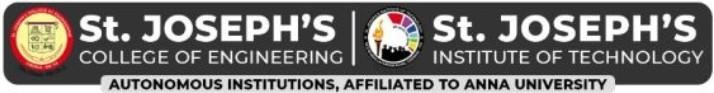 St. JOSEPH'S
COLLEGE OF ENGINEERING
St. JOSEPH'S
INSTITUTE OF TECHNOLOGY
AUTONOMOUS INSTITUTIONS, AFFILIATED TO ANNA UNIVERSITY